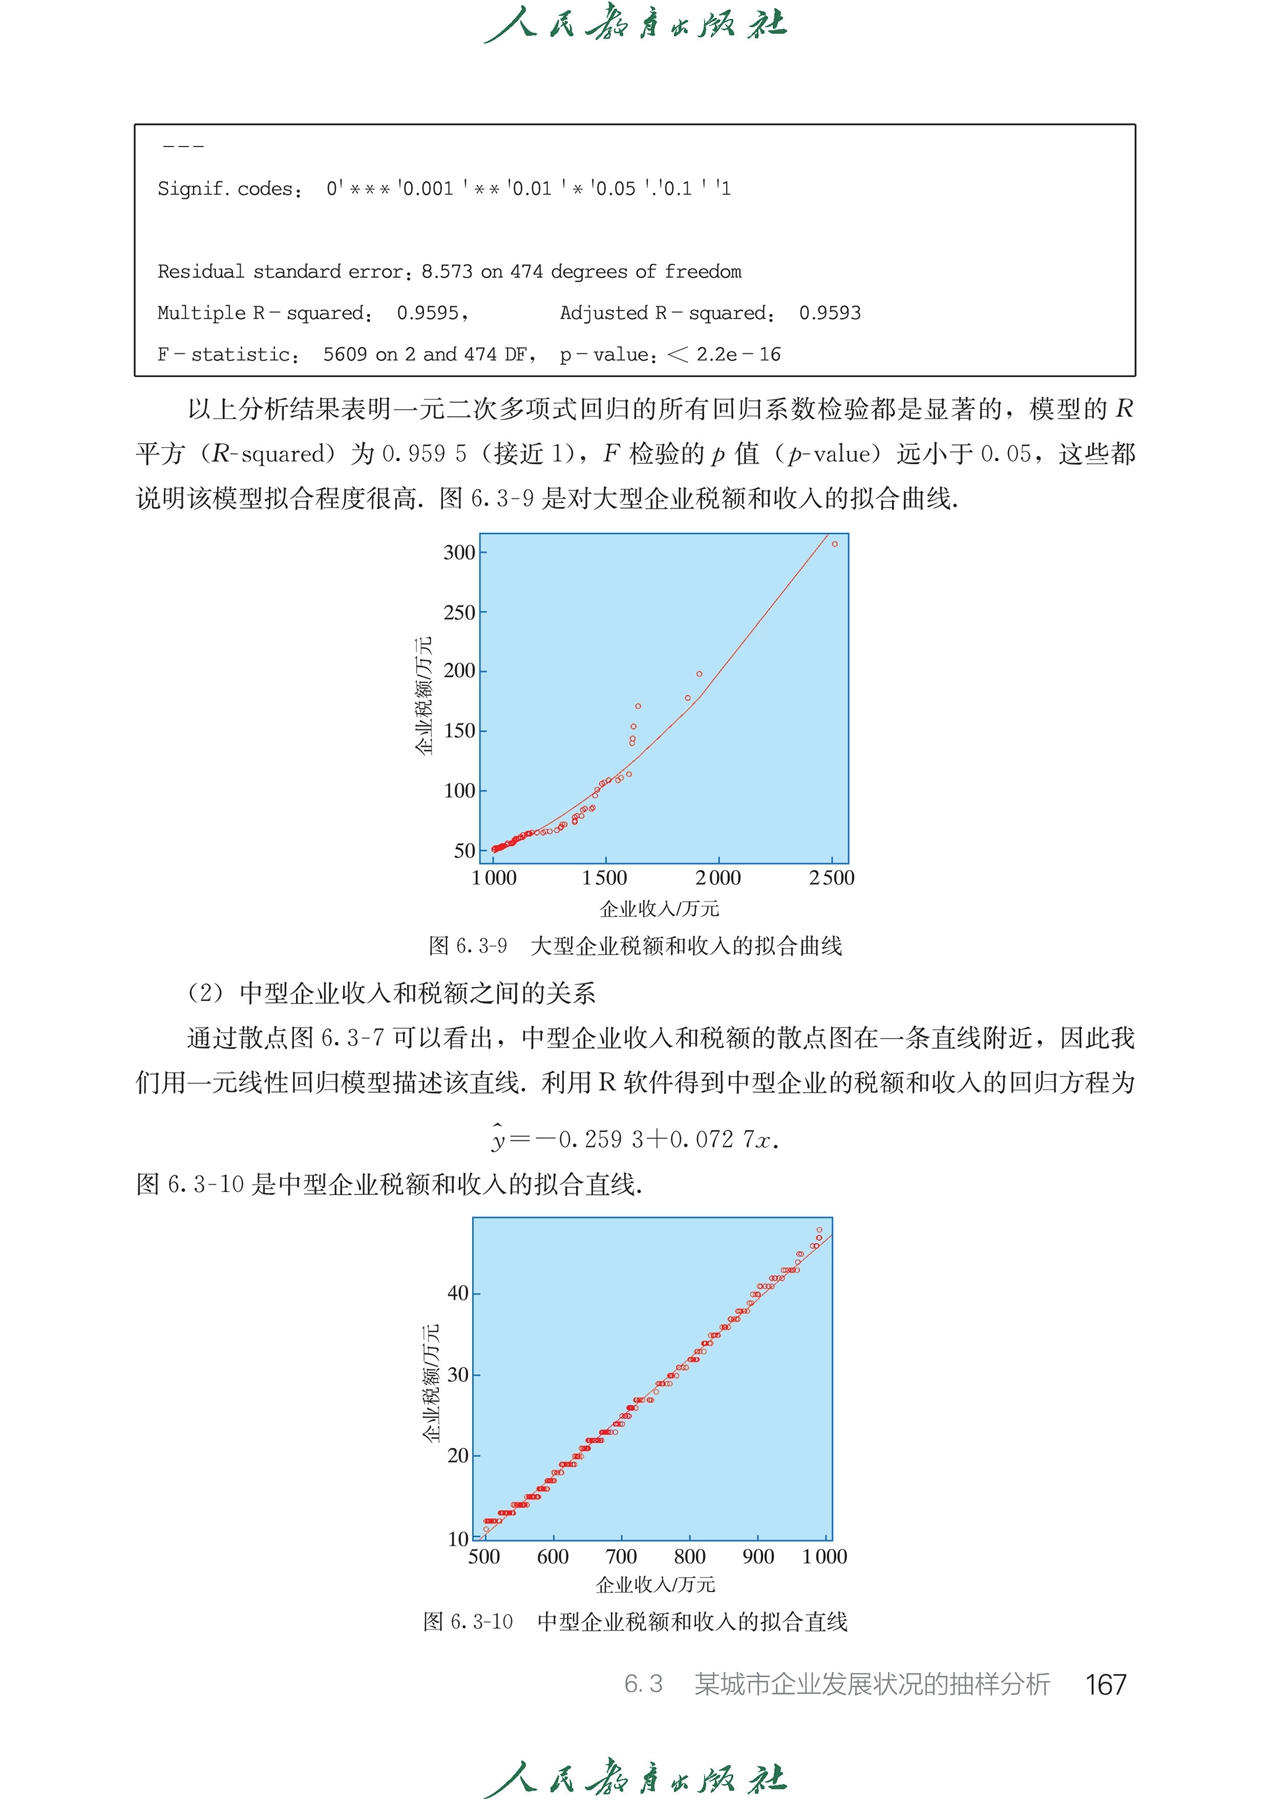 人民教育出版社
---
Signif. codes: 0'***'0.001 '**'0.01 '*'0.05 '.'0.1 ' '1
Residual standard error: 8.573 on 474 degrees of freedom
Multiple R-squared: 0.9595, Adjusted R-squared: 0.9593
F-statistic: 5609 on 2 and 474 DF, p-value: < 2.2e-16
以上分析结果表明一元二次多项式回归的所有回归系数检验都是显著的，模型的 R
平方（R-squared）为 0.959 5（接近 1），F 检验的 p 值（p-value）远小于 0.05，这些都
说明该模型拟合程度很高. 图 6.3-9 是对大型企业税额和收入的拟合曲线.
300
250
200
150
100
50
企业税额/万元
1 000 1 500 2 000 2 500
企业收入/万元
图 6.3-9 大型企业税额和收入的拟合曲线
（2）中型企业收入和税额之间的关系
通过散点图 6.3-7 可以看出，中型企业收入和税额的散点图在一条直线附近，因此我
们用一元线性回归模型描述该直线. 利用 R 软件得到中型企业的税额和收入的回归方程为
ŷ=-0.259 3+0.072 7x.
图 6.3-10 是中型企业税额和收入的拟合直线.
40
30
20
10
企业税额/万元
500 600 700 800 900 1 000
企业收入/万元
图 6.3-10 中型企业税额和收入的拟合直线
6.3 某城市企业发展状况的抽样分析 167
人民教育出版社